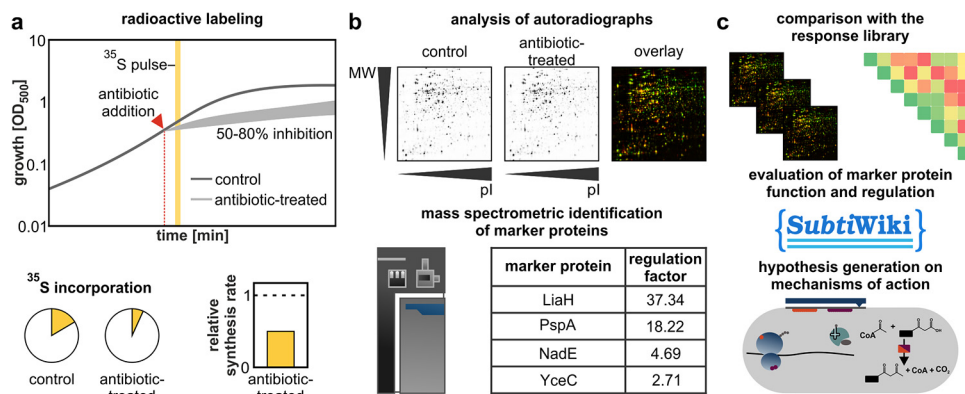 a
radioactive labeling
10
1
0.1
0.01
growth [OD500]
35S pulse
antibiotic
addition
50-80% inhibition
control
antibiotic-treated
time [min]
35S incorporation
control
antibiotic-
treated
relative
synthesis rate
1
0
antibiotic-
treated
b
analysis of autoradiographs
control
antibiotic-
treated
overlay
MW
pI
pI
mass spectrometric identification
of marker proteins
marker protein
regulation
factor
LiaH
37.34
PspA
18.22
NadE
4.69
YceC
2.71
c
comparison with the
response library
evaluation of marker protein
function and regulation
{SubtiWiki}
hypothesis generation on
mechanisms of action
CoA
+
OH
+ CoA + CO2